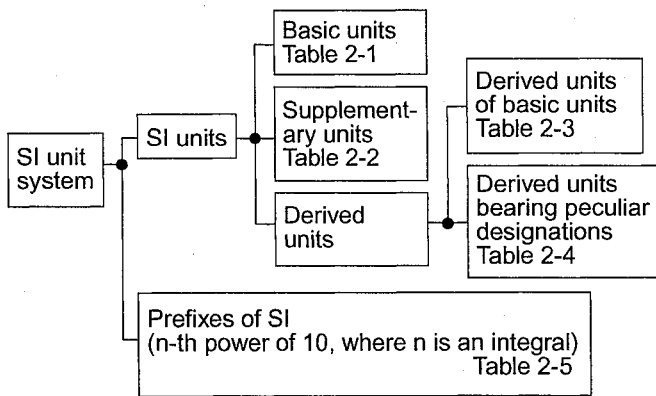 SI unit
system
SI units
Basic units
Table 2-1
Supplement-
ary units
Table 2-2
Derived
units
Derived units
of basic units
Table 2-3
Derived units
bearing peculiar
designations
Table 2-4
Prefixes of SI
(n-th power of 10, where n is an integral)
Table 2-5